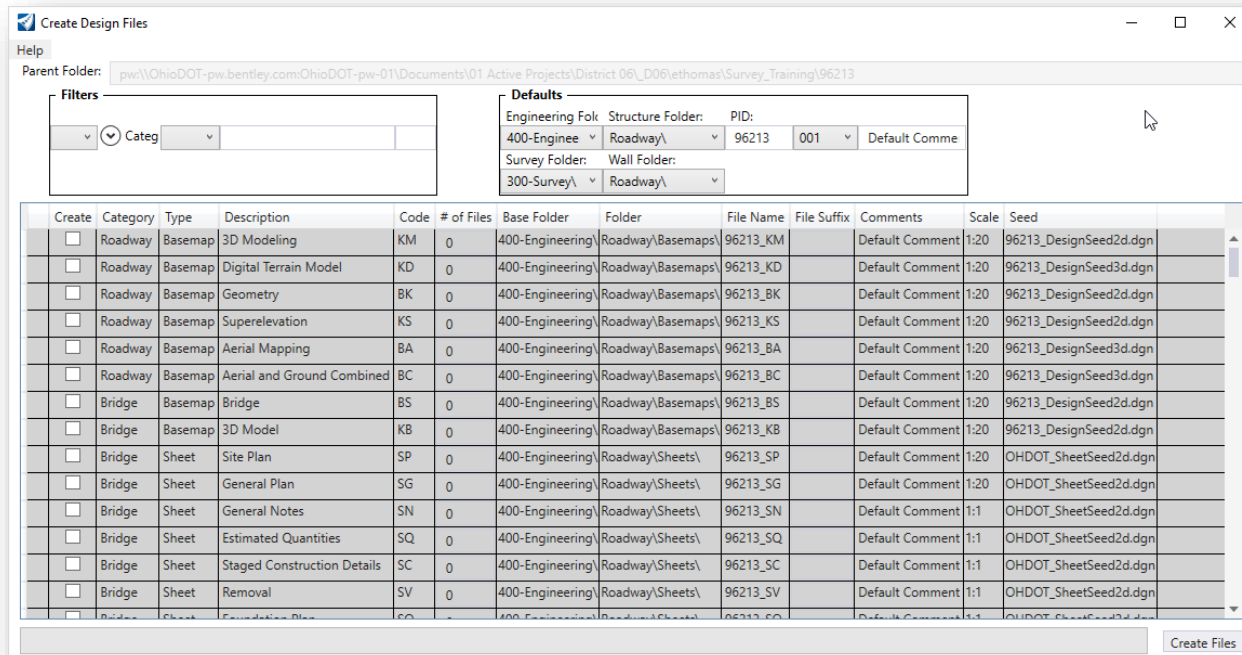 Create Design Files
Help
Parent Folder: pw:\\OhioDOT-pw.bentley.com:OhioDOT-pw-01\Documents\01 Active Projects\District 06\_D06\ethomas\Survey_Training\96213
Filters
Categ
Defaults
Engineering Folc Structure Folder: PID:
400-Enginee Roadway\ 96213 001 Default Comme
Survey Folder: Wall Folder:
300-Survey\ Roadway\
Create Category Type Description Code # of Files Base Folder Folder File Name File Suffix Comments Scale Seed
Roadway Basemap 3D Modeling KM 0 400-Engineering\ Roadway\Basemaps\ 96213_KM Default Comment 1:20 96213_DesignSeed2d.dgn
Roadway Basemap Digital Terrain Model KD 0 400-Engineering\ Roadway\Basemaps\ 96213_KD Default Comment 1:20 96213_DesignSeed3d.dgn
Roadway Basemap Geometry BK 0 400-Engineering\ Roadway\Basemaps\ 96213_BK Default Comment 1:20 96213_DesignSeed2d.dgn
Roadway Basemap Superelevation KS 0 400-Engineering\ Roadway\Basemaps\ 96213_KS Default Comment 1:20 96213_DesignSeed2d.dgn
Roadway Basemap Aerial Mapping BA 0 400-Engineering\ Roadway\Basemaps\ 96213_BA Default Comment 1:20 96213_DesignSeed3d.dgn
Roadway Basemap Aerial and Ground Combined BC 0 400-Engineering\ Roadway\Basemaps\ 96213_BC Default Comment 1:20 96213_DesignSeed3d.dgn
Bridge Basemap Bridge BS 0 400-Engineering\ Roadway\Basemaps\ 96213_BS Default Comment 1:20 96213_DesignSeed2d.dgn
Bridge Basemap 3D Model KB 0 400-Engineering\ Roadway\Basemaps\ 96213_KB Default Comment 1:20 96213_DesignSeed2d.dgn
Bridge Sheet Site Plan SP 0 400-Engineering\ Roadway\Sheets\ 96213_SP Default Comment 1:20 OHDOT_SheetSeed2d.dgn
Bridge Sheet General Plan SG 0 400-Engineering\ Roadway\Sheets\ 96213_SG Default Comment 1:20 OHDOT_SheetSeed2d.dgn
Bridge Sheet General Notes SN 0 400-Engineering\ Roadway\Sheets\ 96213_SN Default Comment 1:1 OHDOT_SheetSeed2d.dgn
Bridge Sheet Estimated Quantities SQ 0 400-Engineering\ Roadway\Sheets\ 96213_SQ Default Comment 1:1 OHDOT_SheetSeed2d.dgn
Bridge Sheet Staged Construction Details SC 0 400-Engineering\ Roadway\Sheets\ 96213_SC Default Comment 1:1 OHDOT_SheetSeed2d.dgn
Bridge Sheet Removal SV 0 400-Engineering\ Roadway\Sheets\ 96213_SV Default Comment 1:1 OHDOT_SheetSeed2d.dgn
Create Files